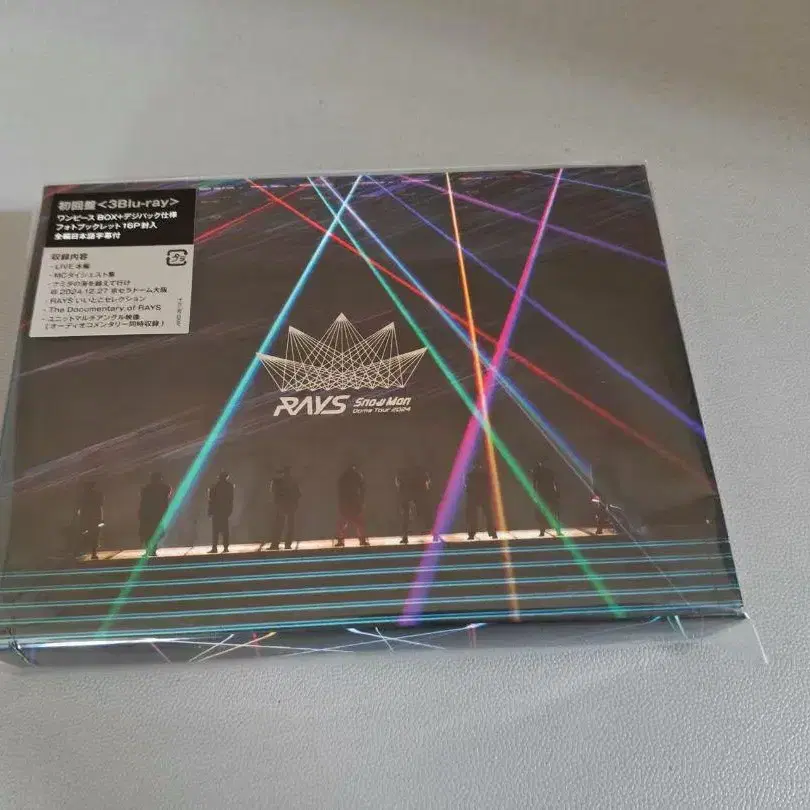 初回盤<3Blu-ray>
ワンピース BOX+デジパック仕様
フォトブックレット 16P 封入
全編日本語字幕付
収録内容
・LIVE本編
・MCダイジェスト集
・ナミダの海を越えて行け
@ 2024.12.27 京セラドーム大阪
・RAYS いいとこセレクション
・The Documentary of RAYS
・ユニットマルチアングル映像
(オーディオコメンタリー同時収録)
RAYS Snow Man
Dome Tour 2024